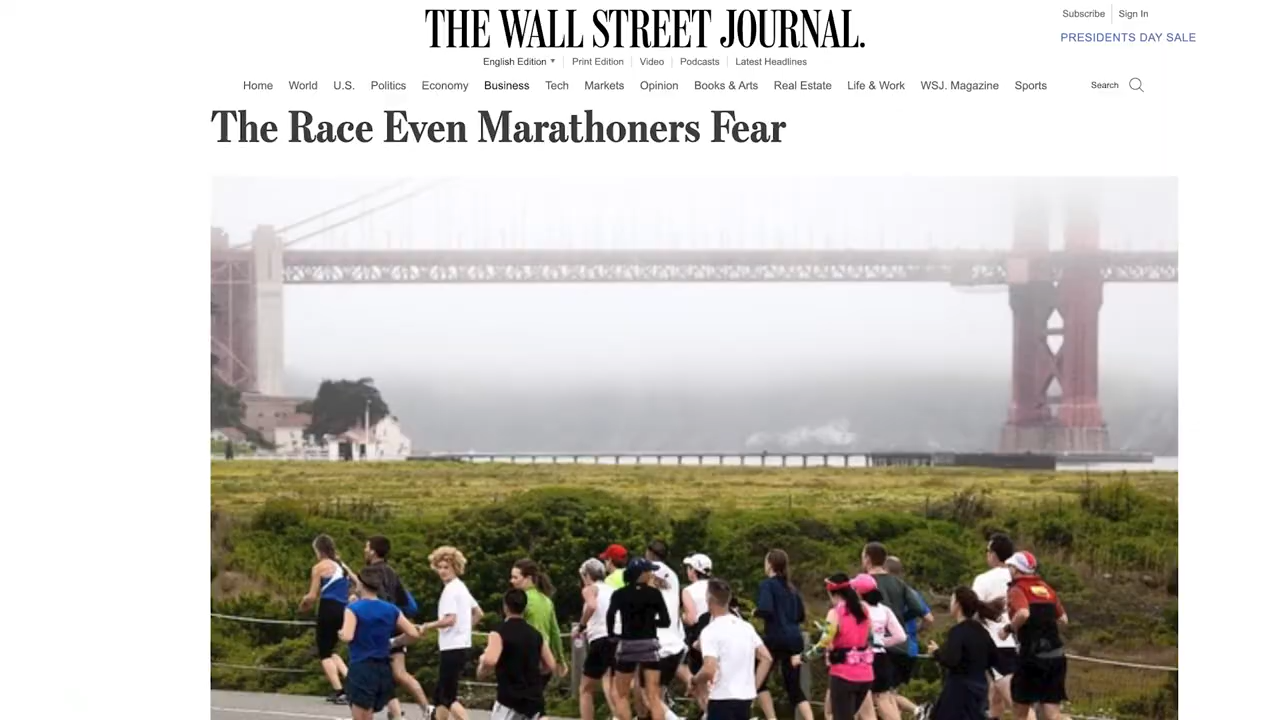 THE WALL STREET JOURNAL.
Subscribe Sign In
PRESIDENTS DAY SALE
English Edition Print Edition Video Podcasts Latest Headlines
Home World U.S. Politics Economy Business Tech Markets Opinion Books & Arts Real Estate Life & Work WSJ. Magazine Sports Search
The Race Even Marathoners Fear